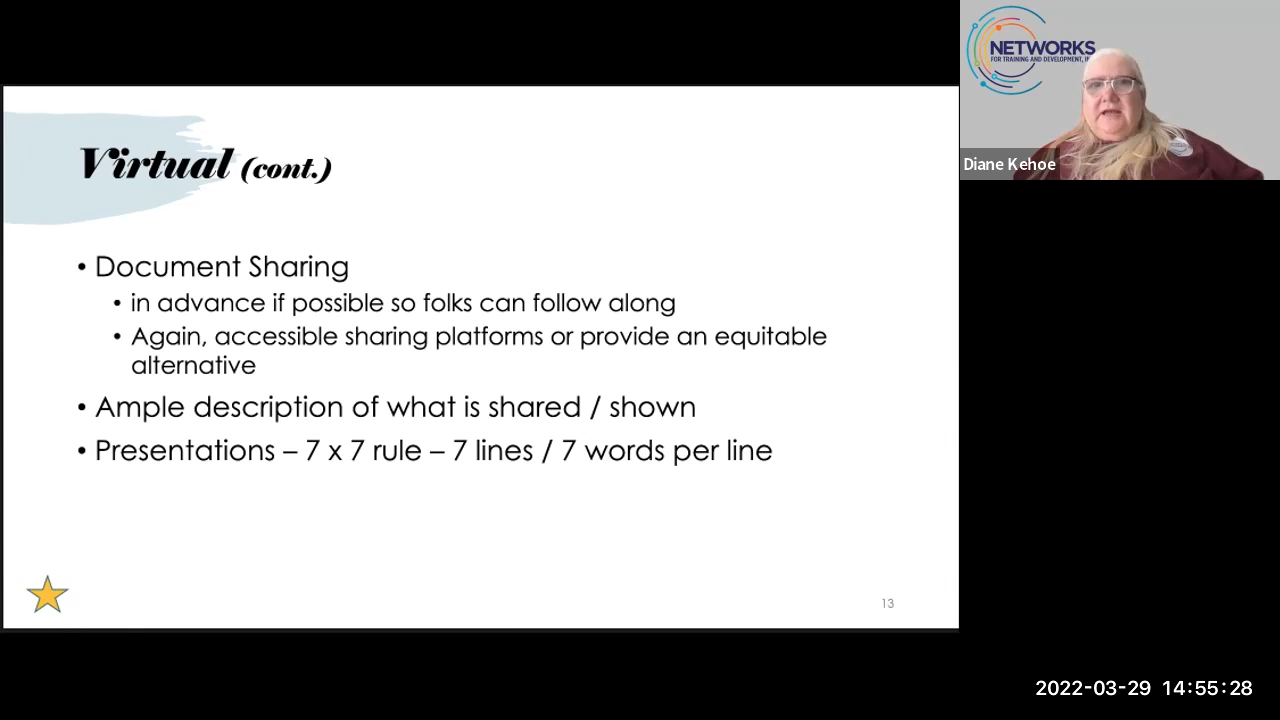 NETWORKS
FOR TRAINING AND DEVELOPMENT,
Diane Kehoe
Virtual (cont.)
• Document Sharing
• in advance if possible so folks can follow along
• Again, accessible sharing platforms or provide an equitable
alternative
• Ample description of what is shared / shown
• Presentations – 7 x 7 rule – 7 lines / 7 words per line
13
2022-03-29 14:55:28